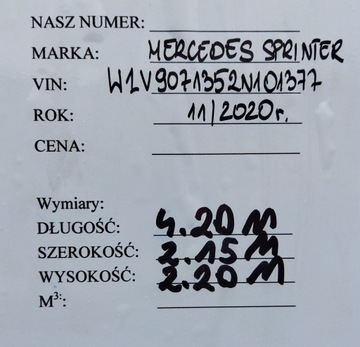 NASZ NUMER:
MARKA: MERCEDES SPRINTER
VIN: W1V9071352N101377
ROK: 11/2020r.
CENA:
Wymiary:
DŁUGOŚĆ: 4.20 M
SZEROKOŚĆ: 2.15 M
WYSOKOŚĆ: 2.20 M
M³: